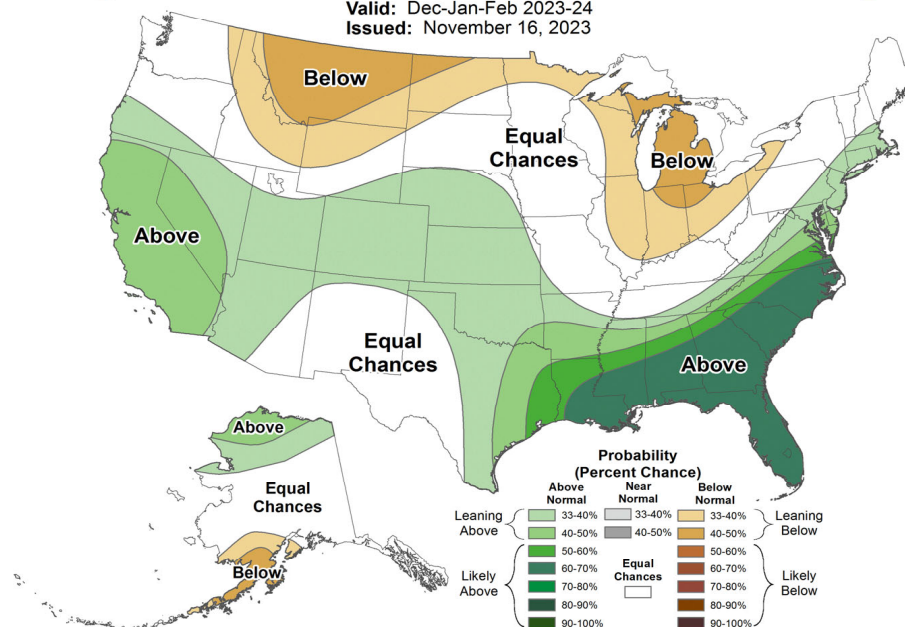 Valid: Dec-Jan-Feb 2023-24
Issued: November 16, 2023
Below
Equal
Chances
Below
Above
Equal
Chances
Above
Above
Equal
Chances
Below
Probability
(Percent Chance)
Above
Normal
Near
Normal
Below
Normal
Leaning
Above
33-40%
40-50%
33-40%
40-50%
33-40%
40-50%
Leaning
Below
Likely
Above
50-60%
60-70%
70-80%
80-90%
90-100%
Equal
Chances
50-60%
60-70%
70-80%
80-90%
90-100%
Likely
Below